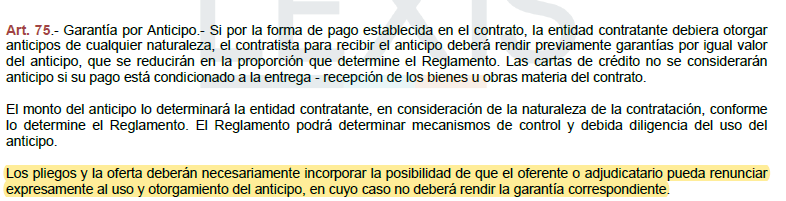 LEXIS
Art. 75.- Garantía por Anticipo.- Si por la forma de pago establecida en el contrato, la entidad contratante debiera otorgar
anticipos de cualquier naturaleza, el contratista para recibir el anticipo deberá rendir previamente garantías por igual valor
del anticipo, que se reducirán en la proporción que determine el Reglamento. Las cartas de crédito no se considerarán
anticipo si su pago está condicionado a la entrega - recepción de los bienes u obras materia del contrato.
El monto del anticipo lo determinará la entidad contratante, en consideración de la naturaleza de la contratación, conforme
lo determine el Reglamento. El Reglamento podrá determinar mecanismos de control y debida diligencia del uso del
anticipo.
Los pliegos y la oferta deberán necesariamente incorporar la posibilidad de que el oferente o adjudicatario pueda renunciar
expresamente al uso y otorgamiento del anticipo, en cuyo caso no deberá rendir la garantía correspondiente.